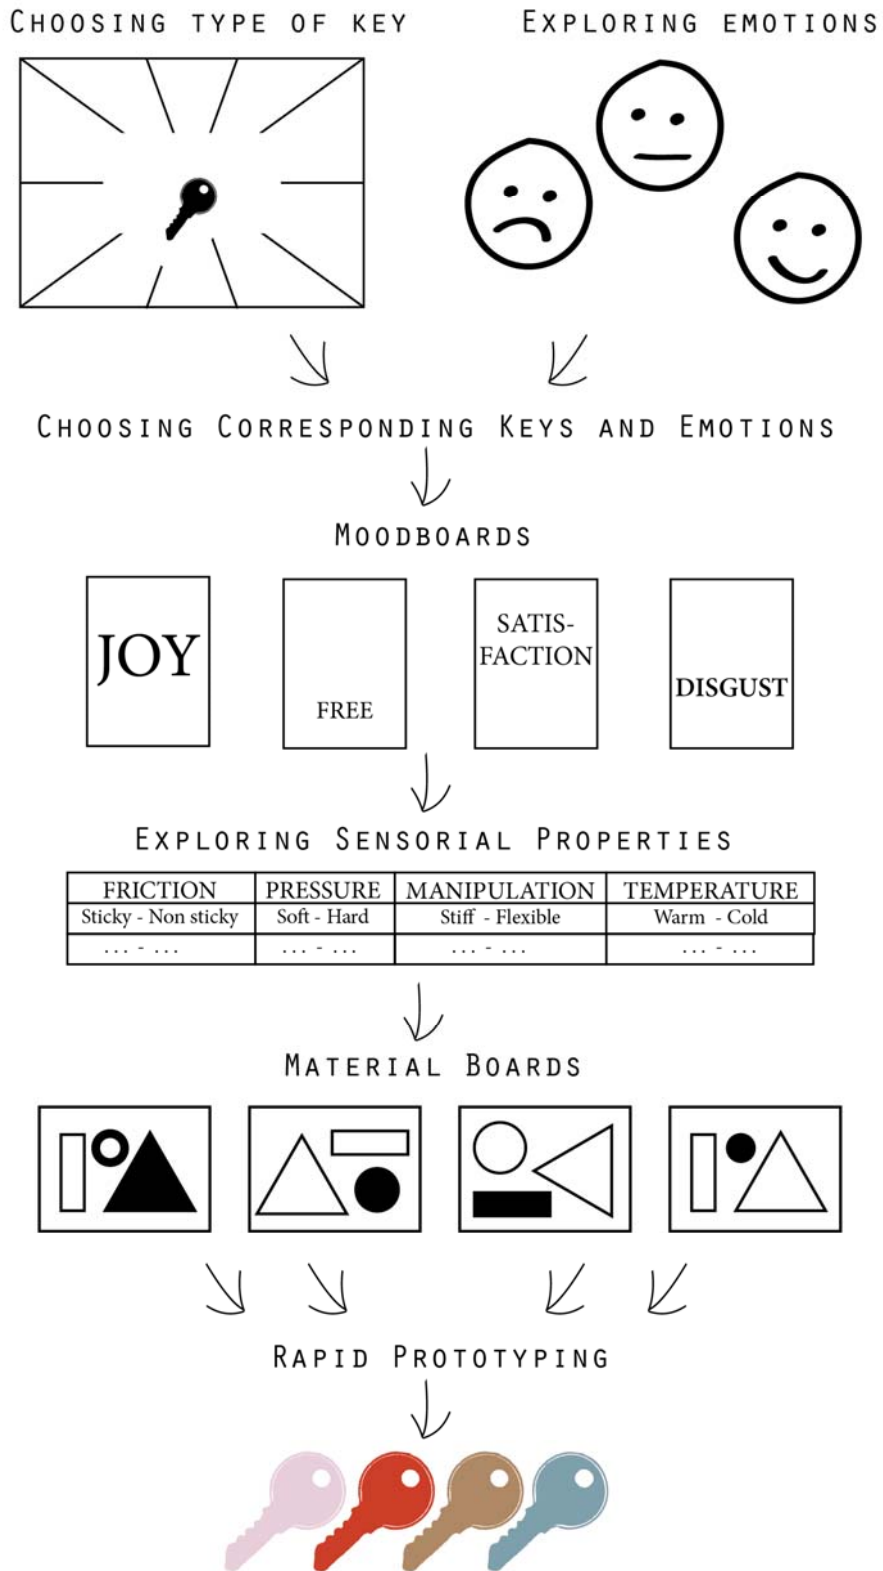 CHOOSING TYPE OF KEY
EXPLORING EMOTIONS
CHOOSING CORRESPONDING KEYS AND EMOTIONS
MOODBOARDS
JOY
FREE
SATIS-
FACTION
DISGUST
EXPLORING SENSORIAL PROPERTIES
FRICTION PRESSURE MANIPULATION TEMPERATURE
Sticky - Non sticky Soft - Hard Stiff - Flexible Warm - Cold
... - ... ... - ... ... - ... ... - ...
MATERIAL BOARDS
RAPID PROTOTYPING